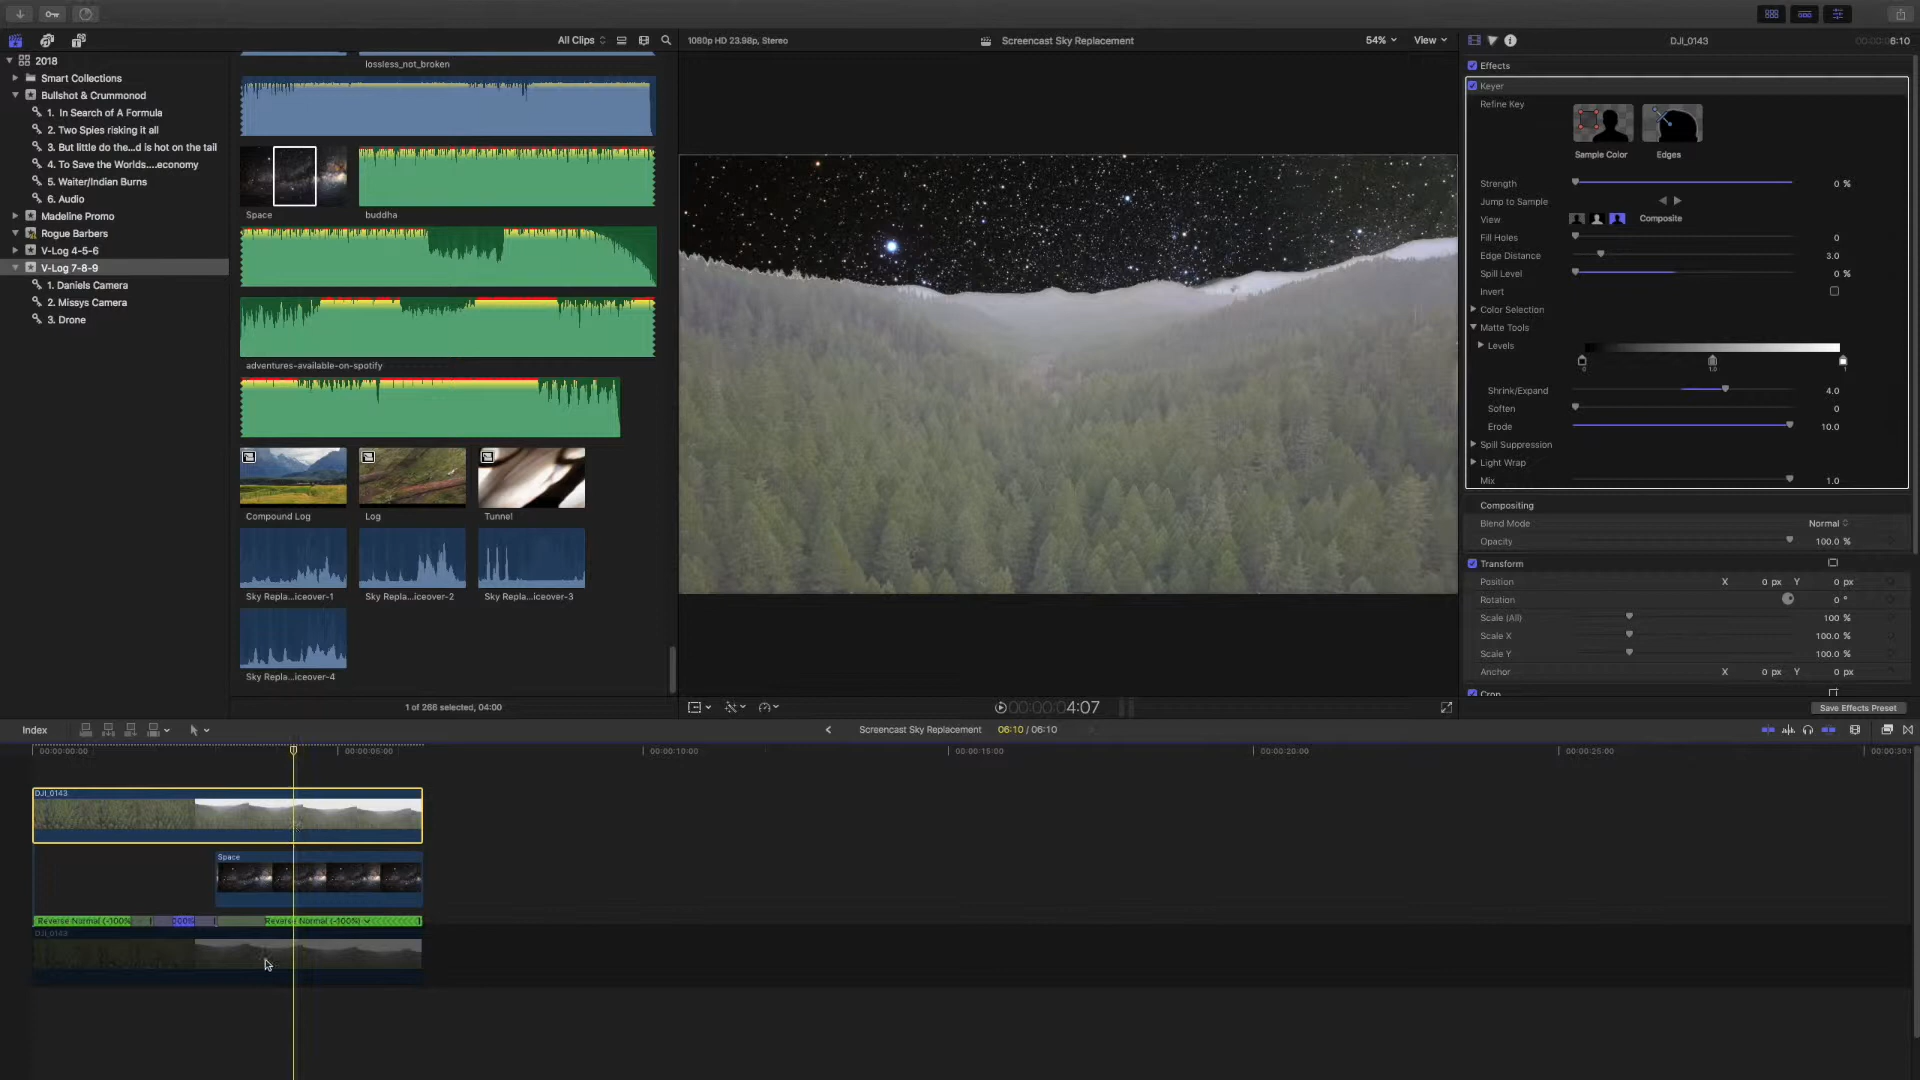 All Clips
1080p HD 23.98p, Stereo
Screencast Sky Replacement
54%
View
DJI_0143
6:10
2018
Smart Collections
Bullshot & Crummonod
1. In Search of A Formula
2. Two Spies risking it all
3. But little do the...d is hot on the tail
4. To Save the Worlds....economy
5. Waiter/Indian Burns
6. Audio
Madeline Promo
Rogue Barbers
V-Log 4-5-6
V-Log 7-8-9
1. Daniels Camera
2. Missys Camera
3. Drone
lossless_not_broken
Space
buddha
adventures-available-on-spotify
Compound Log
Log
Tunnel
Sky Repla...iceover-1
Sky Repla...iceover-2
Sky Repla...iceover-3
Sky Repla...iceover-4
1 of 266 selected, 04:00
Effects
Keyer
Refine Key
Sample Color
Edges
Strength
0 %
Jump to Sample
View
Composite
Fill Holes
0
Edge Distance
3.0
Spill Level
0 %
Invert
Color Selection
Matte Tools
Levels
0
1.0
1
Shrink/Expand
4.0
Soften
0
Erode
10.0
Spill Suppression
Light Wrap
Mix
1.0
Compositing
Blend Mode
Normal
Opacity
100.0 %
Transform
Position
X 0 px Y 0 px
Rotation
0 °
Scale (All)
100 %
Scale X
100.0 %
Scale Y
100.0 %
Anchor
X 0 px Y 0 px
Crop
Save Effects Preset
00:00:04:07
Index
Screencast Sky Replacement
06:10 / 06:10
00:00:00:00
00:00:05:00
00:00:10:00
00:00:15:00
00:00:20:00
00:00:25:00
00:00:30:0
DJI_0143
Space
Reverse Normal (-100%)
Reverse Normal (-100%)
DJI_0143